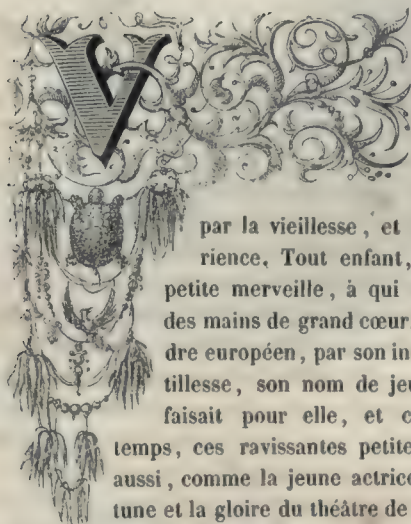 V
par la vieillesse, et
rience. Tout enfant,
petite merveille, à qui
des mains de grand cœur
dre européen, par son in
tillesse, son nom de jeu
faisait pour elle, et c
temps, ces ravissantes petite
aussi, comme la jeune actrice
tune et la gloire du théâtre de